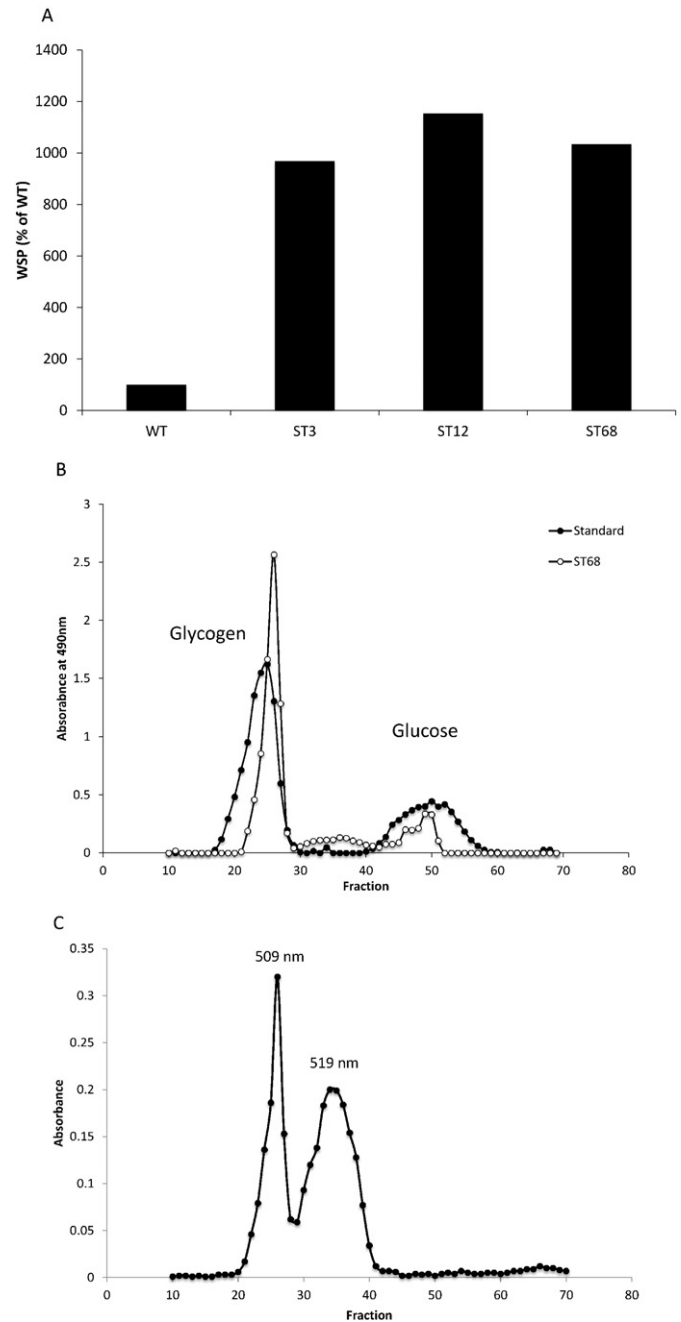 A
1400
1200
1000
800
600
400
200
0
WSP (% of WT)
WT ST3 ST12 ST68
B
3
2.5
2
1.5
1
0.5
0
Absorabnce at 490nm
Glycogen
Glucose
Standard
ST68
0 10 20 30 40 50 60 70 80
Fraction
C
0.35
0.3
0.25
0.2
0.15
0.1
0.05
0
Absorbance
509 nm
519 nm
0 10 20 30 40 50 60 70 80
Fraction